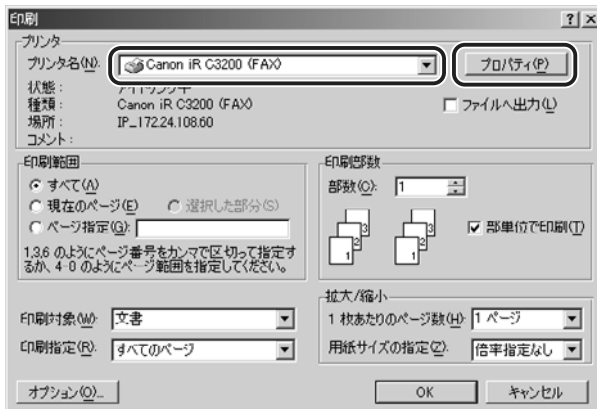 印刷
プリンタ
プリンタ名(N): Canon iR C3200 (FAX) プロパティ(P)
状態 :
種類 : Canon iR C3200 (FAX) ファイルへ出力(L)
場所 : IP_172.24.108.60
コメント :
印刷範囲
すべて(A)
現在のページ(E) 選択した部分(S)
ページ指定(G):
1,3,6 のようにページ番号をカンマで区切って指定するか、4-8 のようにページ範囲を指定してください。
印刷部数
部数(C): 1
部単位で印刷(T)
印刷対象(W): 文書
印刷指定(R): すべてのページ
拡大/縮小
1 枚あたりのページ数(H): 1 ページ
用紙サイズの指定(Z): 倍率指定なし
オプション(O)... OK キャンセル